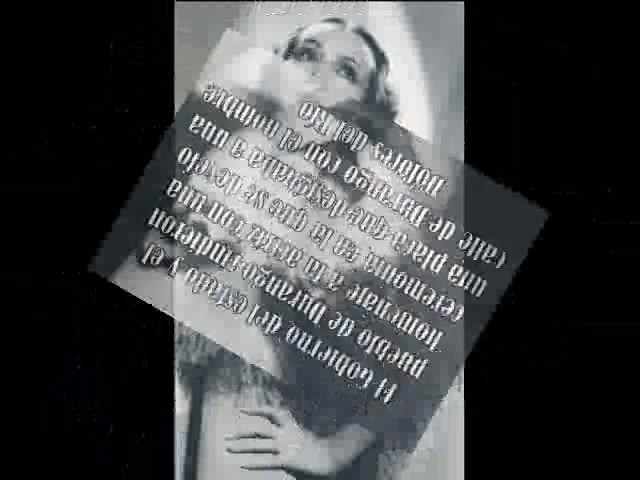 El Gobierno del estado y el
pueblo de Durango rindieron
homenaje a la actriz con una
ceremonia en la que se develo
una placa que designaba a una
calle de Durango con el nombre
Dolores del Río